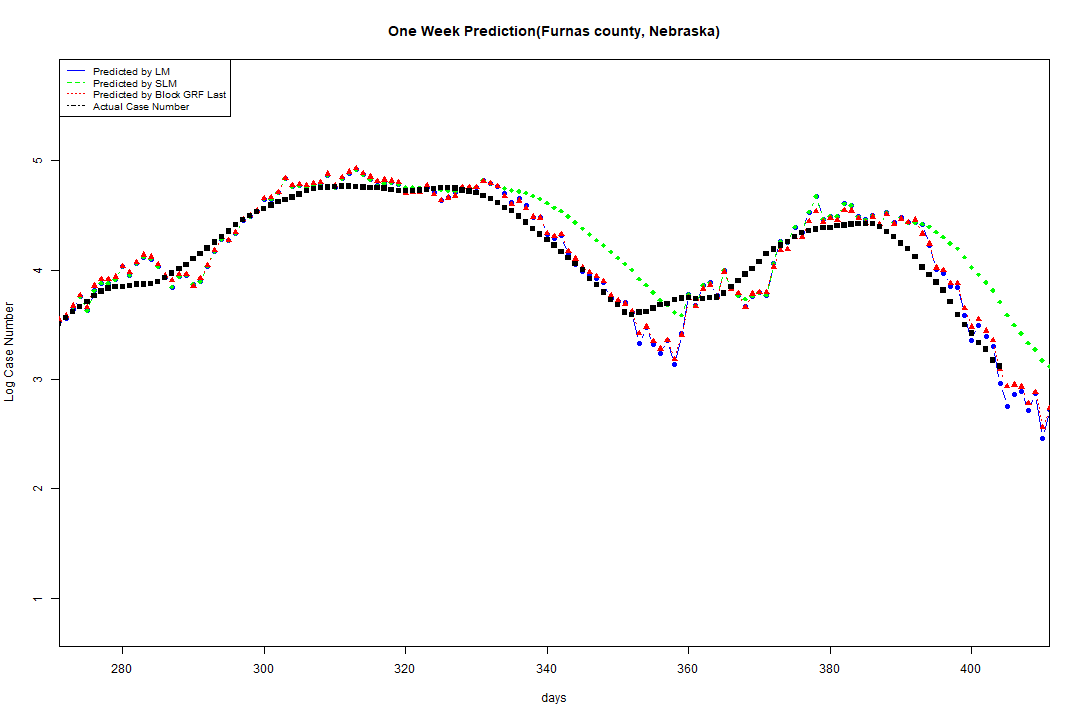 One Week Prediction(Furnas county, Nebraska)
Predicted by LM
Predicted by SLM
Predicted by Block GRF Last
Actual Case Number
5
4
3
2
1
Log Case Number
280 300 320 340 360 380 400
days